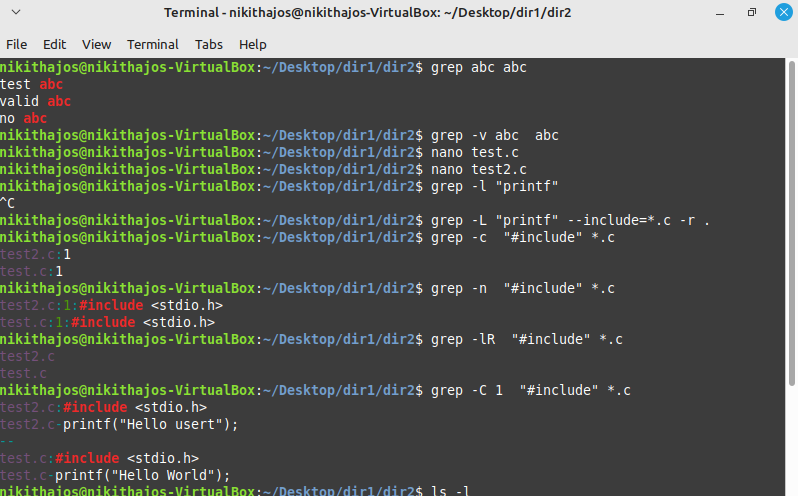 Terminal - nikithajos@nikithajos-VirtualBox: ~/Desktop/dir1/dir2
File Edit View Terminal Tabs Help
nikithajos@nikithajos-VirtualBox:~/Desktop/dir1/dir2$ grep abc abc
test abc
valid abc
no abc
nikithajos@nikithajos-VirtualBox:~/Desktop/dir1/dir2$ grep -v abc  abc
nikithajos@nikithajos-VirtualBox:~/Desktop/dir1/dir2$ nano test.c
nikithajos@nikithajos-VirtualBox:~/Desktop/dir1/dir2$ nano test2.c
nikithajos@nikithajos-VirtualBox:~/Desktop/dir1/dir2$ grep -l "printf"
^C
nikithajos@nikithajos-VirtualBox:~/Desktop/dir1/dir2$ grep -L "printf" --include=*.c -r .
nikithajos@nikithajos-VirtualBox:~/Desktop/dir1/dir2$ grep -c  "#include" *.c
test2.c:1
test.c:1
nikithajos@nikithajos-VirtualBox:~/Desktop/dir1/dir2$ grep -n  "#include" *.c
test2.c:1:#include <stdio.h>
test.c:1:#include <stdio.h>
nikithajos@nikithajos-VirtualBox:~/Desktop/dir1/dir2$ grep -lR  "#include" *.c
test2.c
test.c
nikithajos@nikithajos-VirtualBox:~/Desktop/dir1/dir2$ grep -C 1  "#include" *.c
test2.c:#include <stdio.h>
test2.c-printf("Hello usert");
--
test.c:#include <stdio.h>
test.c-printf("Hello World");
nikithajos@nikithajos-VirtualBox:~/Desktop/dir1/dir2$ ls -l